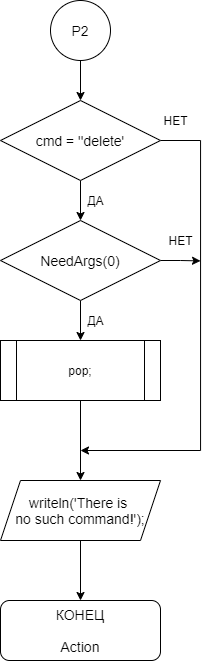 P2
cmd = "delete'
НЕТ
ДА
NeedArgs(0)
НЕТ
ДА
pop;
writeln('There is
no such command!');
КОНЕЦ
Action